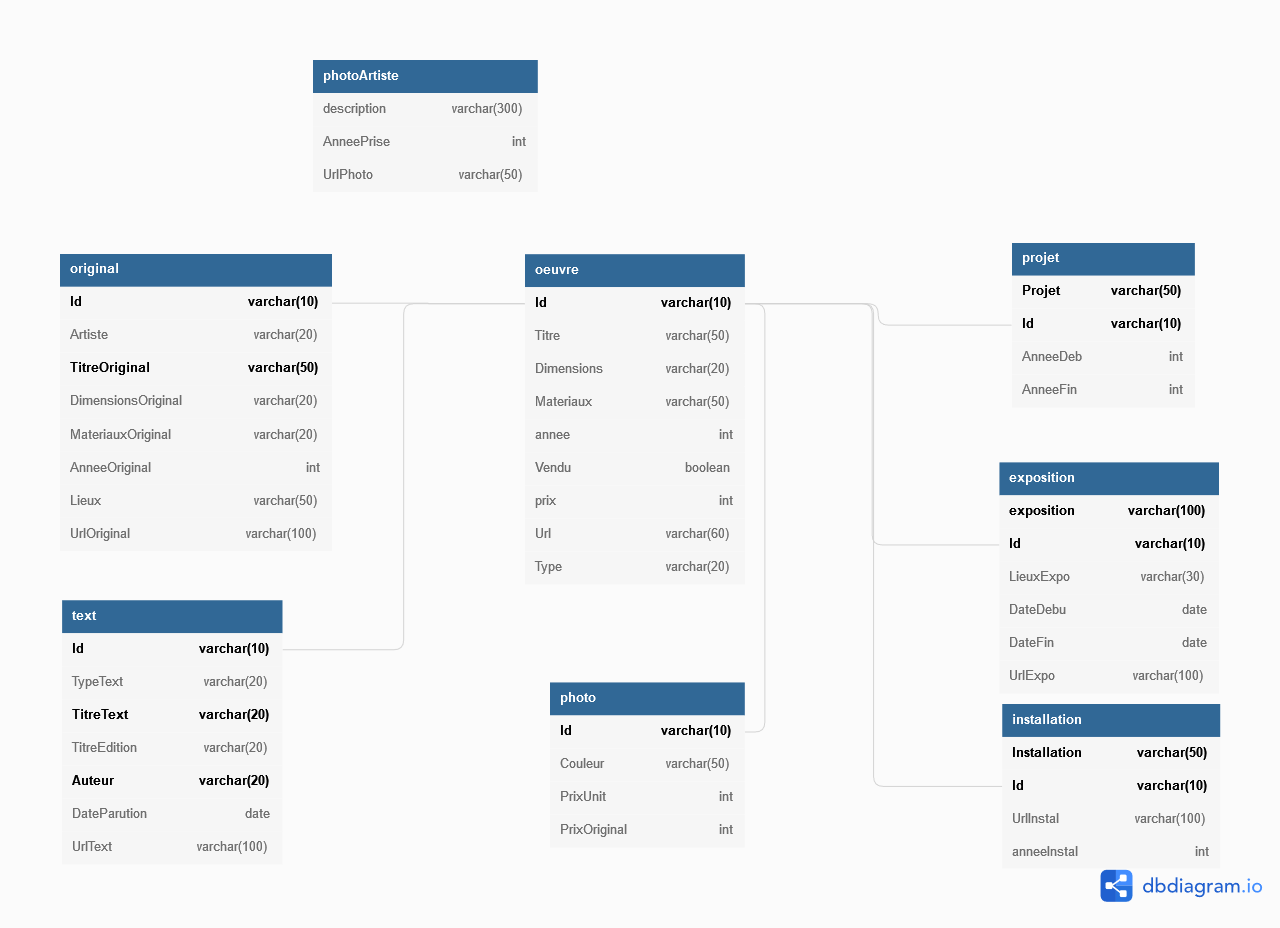 photoArtiste
description varchar(300)
AnneePrise int
UrlPhoto varchar(50)
original
Id varchar(10)
Artiste varchar(20)
TitreOriginal varchar(50)
DimensionsOriginal varchar(20)
MateriauxOriginal varchar(20)
AnneeOriginal int
Lieux varchar(50)
UrlOriginal varchar(100)
oeuvre
Id varchar(10)
Titre varchar(50)
Dimensions varchar(20)
Materiaux varchar(50)
annee int
Vendu boolean
prix int
Url varchar(60)
Type varchar(20)
projet
Projet varchar(50)
Id varchar(10)
AnneeDeb int
AnneeFin int
exposition
exposition varchar(100)
Id varchar(10)
LieuxExpo varchar(30)
DateDebu date
DateFin date
UrlExpo varchar(100)
text
Id varchar(10)
TypeText varchar(20)
TitreText varchar(20)
TitreEdition varchar(20)
Auteur varchar(20)
DateParution date
UrlText varchar(100)
photo
Id varchar(10)
Couleur varchar(50)
PrixUnit int
PrixOriginal int
installation
Installation varchar(50)
Id varchar(10)
UrlInstal varchar(100)
anneeInstal int
dbdiagram.io